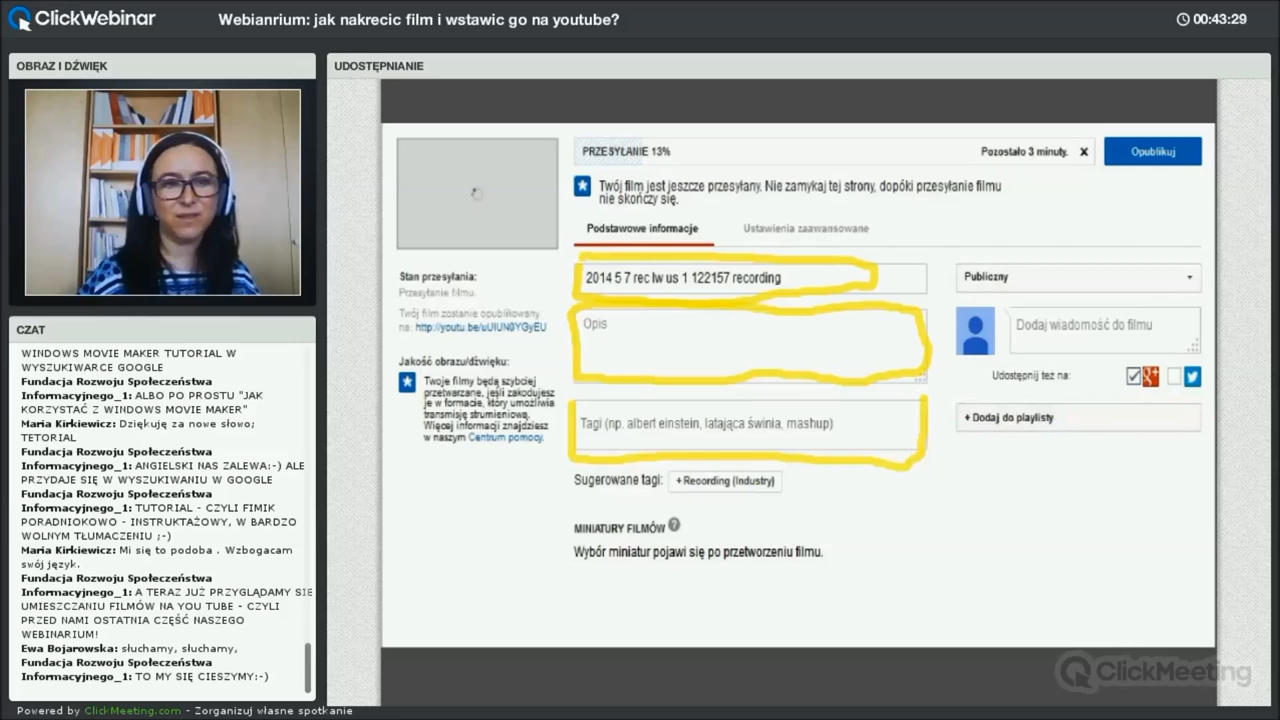 ClickWebinar
Webianrium: jak nakrecic film i wstawic go na youtube?
00:43:29
OBRAZ I DŹWIĘK
CZAT
WINDOWS MOVIE MAKER TUTORIAL W
WYSZUKIWARCE GOOGLE
Fundacja Rozwoju Społeczeństwa
Informacyjnego_1: ALBO PO PROSTU "JAK
KORZYSTAĆ Z WINDOWS MOVIE MAKER"
Maria Kirkiewicz: Dziękuję za nowe słowo;
TETORIAL
Fundacja Rozwoju Społeczeństwa
Informacyjnego_1: ANGIELSKI NAS ZALEWA;-) ALE
PRZYDAJE SIĘ W WYSZUKIWANIU W GOOGLE
Fundacja Rozwoju Społeczeństwa
Informacyjnego_1: TUTORIAL - CZYLI FIMIK
PORADNIOKOWO - INSTRUKTAŻOWY, W BARDZO
WOLNYM TŁUMACZENIU ;-)
Maria Kirkiewicz: Mi się to podoba . Wzbogacam
swój język.
Fundacja Rozwoju Społeczeństwa
Informacyjnego_1: A TERAZ JUŻ PRZYGLĄDAMY SIĘ
UMIESZCZANIU FILMÓW NA YOU TUBE - CZYLI
PRZED NAMI OSTATNIA CZĘŚĆ NASZEGO
WEBINARIUM!
Ewa Bojarowska: słuchamy, słuchamy,
Fundacja Rozwoju Społeczeństwa
Informacyjnego_1: TO MY SIĘ CIESZYMY:-)
UDOSTĘPNIANIE
PRZESYŁANIE 13%
Pozostało 3 minuty. ×
Opublikuj
Twój film jest jeszcze przesyłany. Nie zamykaj tej strony, dopóki przesyłanie filmu
nie skończy się.
Podstawowe informacje
Ustawienia zaawansowane
Stan przesyłania:
Przesyłanie filmu.
Twój film zostanie opublikowany
na: http://youtu.be/uUIUN0YGyEU
Jakość obrazu/dźwięku:
Twoje filmy będą szybciej
przetwarzane, jeśli zakodujesz
je w formacie, który umożliwia
transmisję strumieniową.
Więcej informacji znajdziesz
w naszym Centrum pomocy.
2014 5 7 rec lw us 1 122157 recording
Opis
Tagi (np. albert einstein, latająca świnia, mashup)
Sugerowane tagi: + Recording (Industry)
MINIATURY FILMÓW ?
Wybór miniatur pojawi się po przetworzeniu filmu.
Publiczny
Dodaj wiadomość do filmu
Udostępnij też na:
+ Dodaj do playlisty
ClickMeeting
Powered by ClickMeeting.com - Zorganizuj własne spotkanie